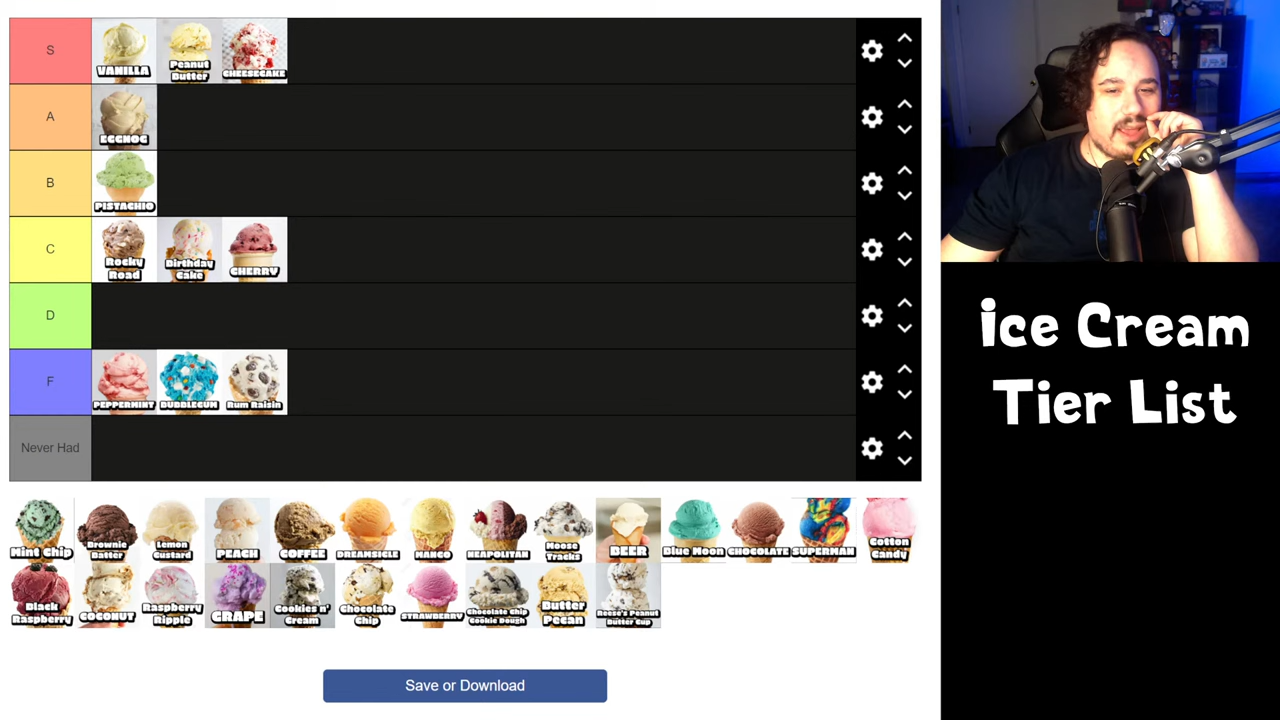 S
VANILLA
Peanut
Butter
CHEESECAKE
A
EGGNOG
B
PISTACHIO
C
Rocky
Road
Birthday
Cake
CHERRY
D
F
PEPPERMINT
BUBBLEGUM
Rum Raisin
Never Had
Mint Chip
Brownie
Batter
Lemon
Custard
PEACH
COFFEE
DREAMSICLE
MANGO
NEAPOLITAN
Moose
Tracks
BEER
Blue Moon
CHOCOLATE
SUPERMAN
Cotton
Candy
Black
Raspberry
COCONUT
Raspberry
Ripple
GRAPE
Cookies n'
Cream
Chocolate
Chip
STRAWBERRY
Chocolate Chip
Cookie Dough
Butter
Pecan
Reese's Peanut
Butter Cup
Save or Download
Ice Cream
Tier List